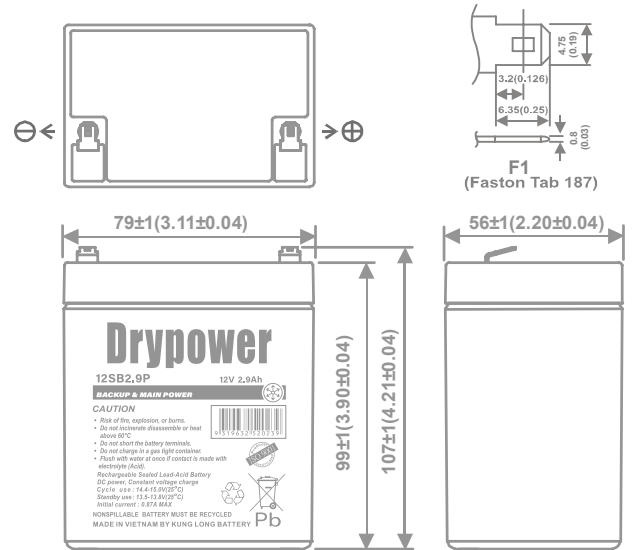 4.75
(0.19)
3.2(0.126)
6.35(0.25)
0.8
(0.03)
F1
(Faston Tab 187)
79±1(3.11±0.04)
56±1(2.20±0.04)
99±1(3.90±0.04)
107±1(4.21±0.04)
Drypower
12SB2.9P 12V 2.9Ah
BACKUP & MAIN POWER
CAUTION
• Risk of fire, explosion, or burns.
• Do not incinerate disassemble or heat
above 60°C
• Do not short the battery terminals.
• Do not charge in a gas tight container.
• Flush with water at once if contact is made with
electrolyte (Acid).
9 319632 520239
ISO 9001
Rechargeable Sealed Lead-Acid Battery
DC power, Constant voltage charge
Cycle use : 14.4-15.0V(25°C)
Standby use : 13.5-13.8V(25°C)
Initial current : 0.87A MAX
NONSPILLABLE BATTERY MUST BE RECYCLED
MADE IN VIETNAM BY KUNG LONG BATTERY
Pb